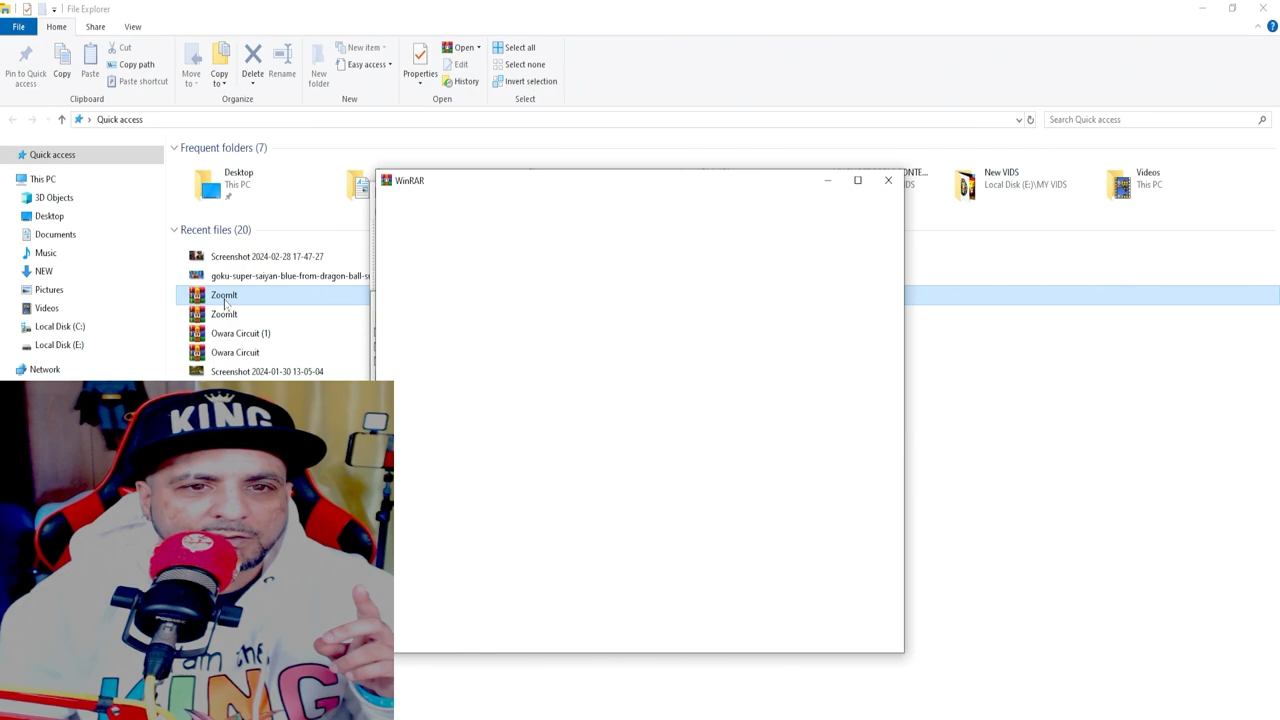 File Explorer
File Home Share View
Pin to Quick access
Copy
Paste
Cut
Copy path
Paste shortcut
Clipboard
Move to
Copy to
Delete
Rename
Organize
New folder
New item
Easy access
New
Properties
Open
Edit
History
Open
Select all
Select none
Invert selection
Select
Quick access
Search Quick access
Quick access
This PC
3D Objects
Desktop
Documents
Music
NEW
Pictures
Videos
Local Disk (C:)
Local Disk (E:)
Network
Frequent folders (7)
Desktop
This PC
New VIDS
Local Disk (E:)\MY VIDS
Videos
This PC
Recent files (20)
Screenshot 2024-02-28 17-47-27
goku-super-saiyan-blue-from-dragon-ball-s
ZoomIt
ZoomIt
Owara Circuit (1)
Owara Circuit
Screenshot 2024-01-30 13-05-04
WinRAR
KING
I am the
KING